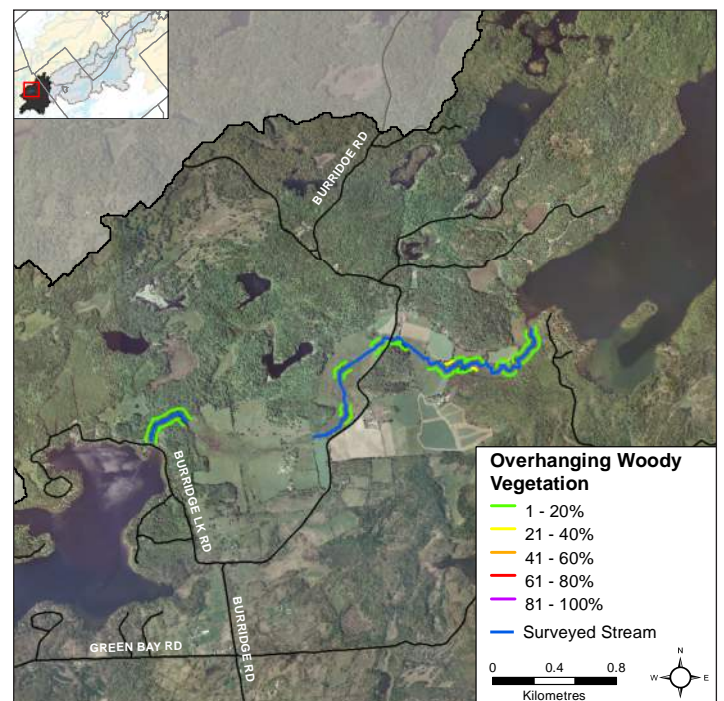 BURRIDOE RD
BURRIDGE LK RD
BURRIDGE RD
GREEN BAY RD
Overhanging Woody
Vegetation
1 - 20%
21 - 40%
41 - 60%
61 - 80%
81 - 100%
Surveyed Stream
0 0.4 0.8
Kilometres
N
W E
S